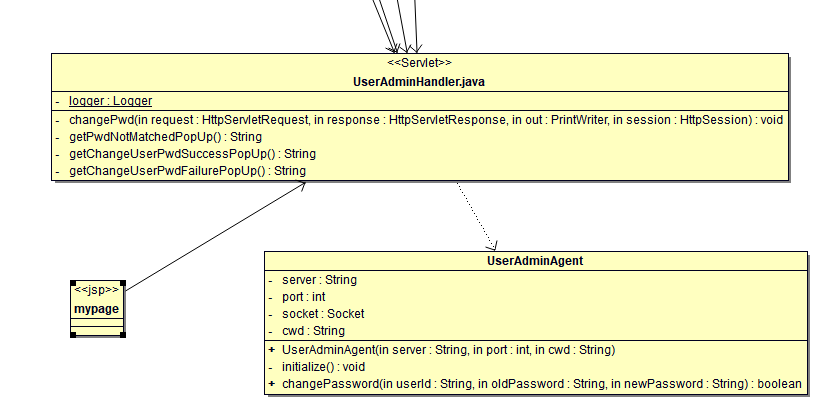 <<Servlet>>
UserAdminHandler.java
- logger : Logger
- changePwd(in request : HttpServletRequest, in response : HttpServletResponse, in out : PrintWriter, in session : HttpSession) : void
- getPwdNotMatchedPopUp() : String
- getChangeUserPwdSuccessPopUp() : String
- getChangeUserPwdFailurePopUp() : String
UserAdminAgent
- server : String
- port : int
- socket : Socket
- cwd : String
+ UserAdminAgent(in server : String, in port : int, in cwd : String)
- initialize() : void
+ changePassword(in userId : String, in oldPassword : String, in newPassword : String) : boolean
<<jsp>>
mypage